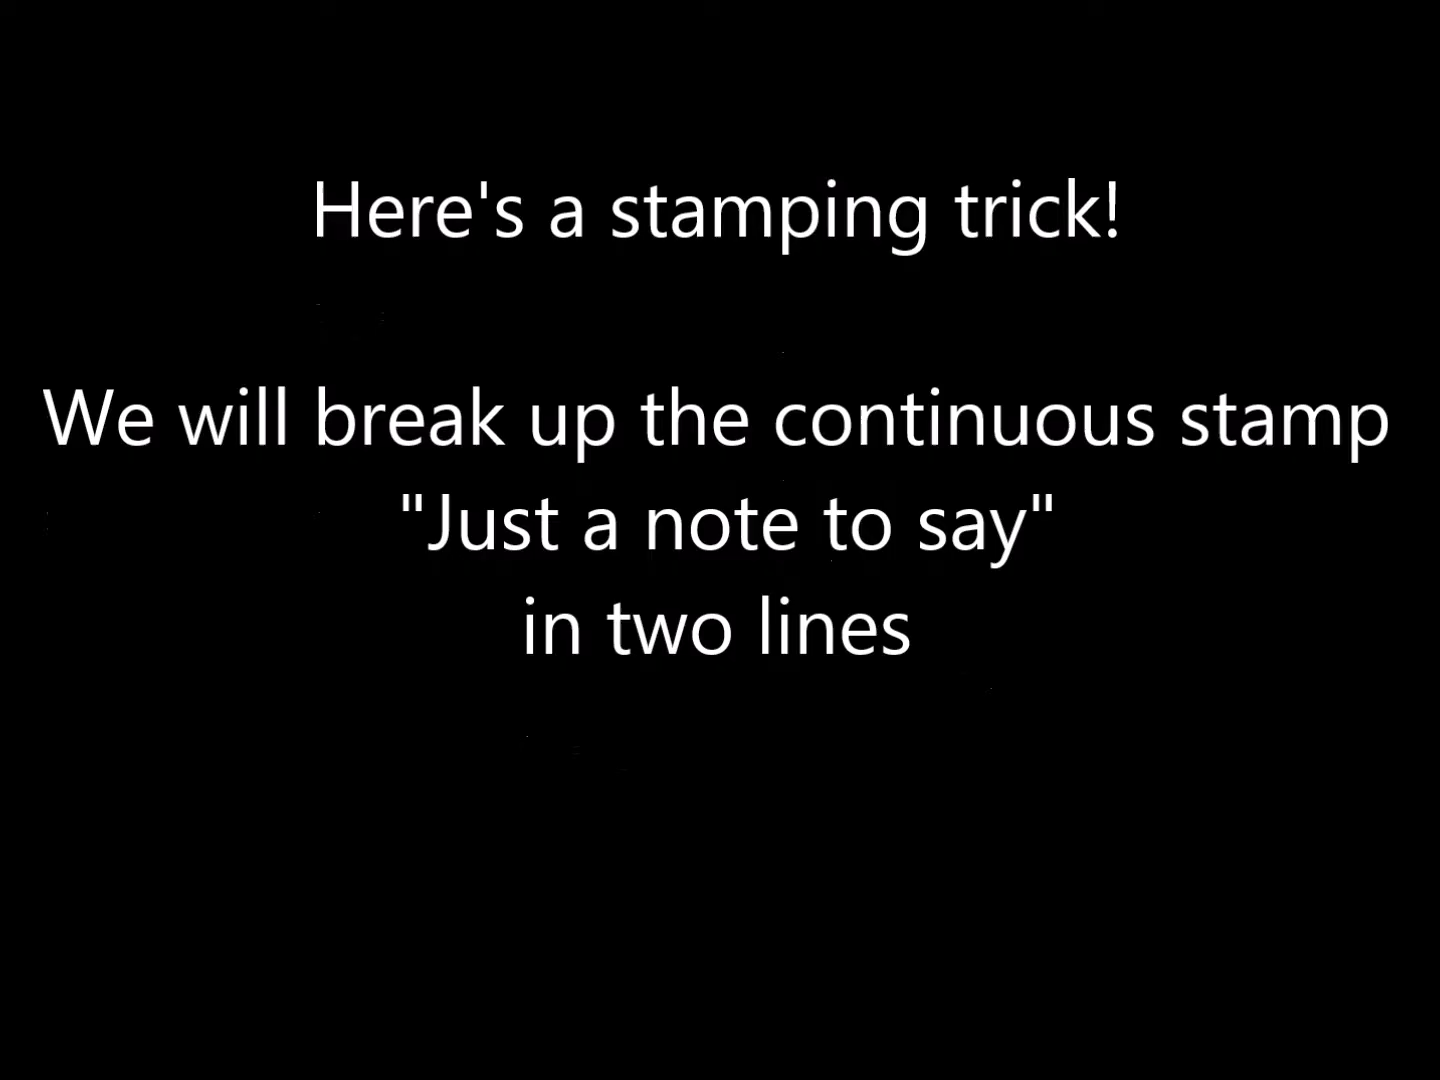 Here's a stamping trick!
We will break up the continuous stamp
"Just a note to say"
in two lines